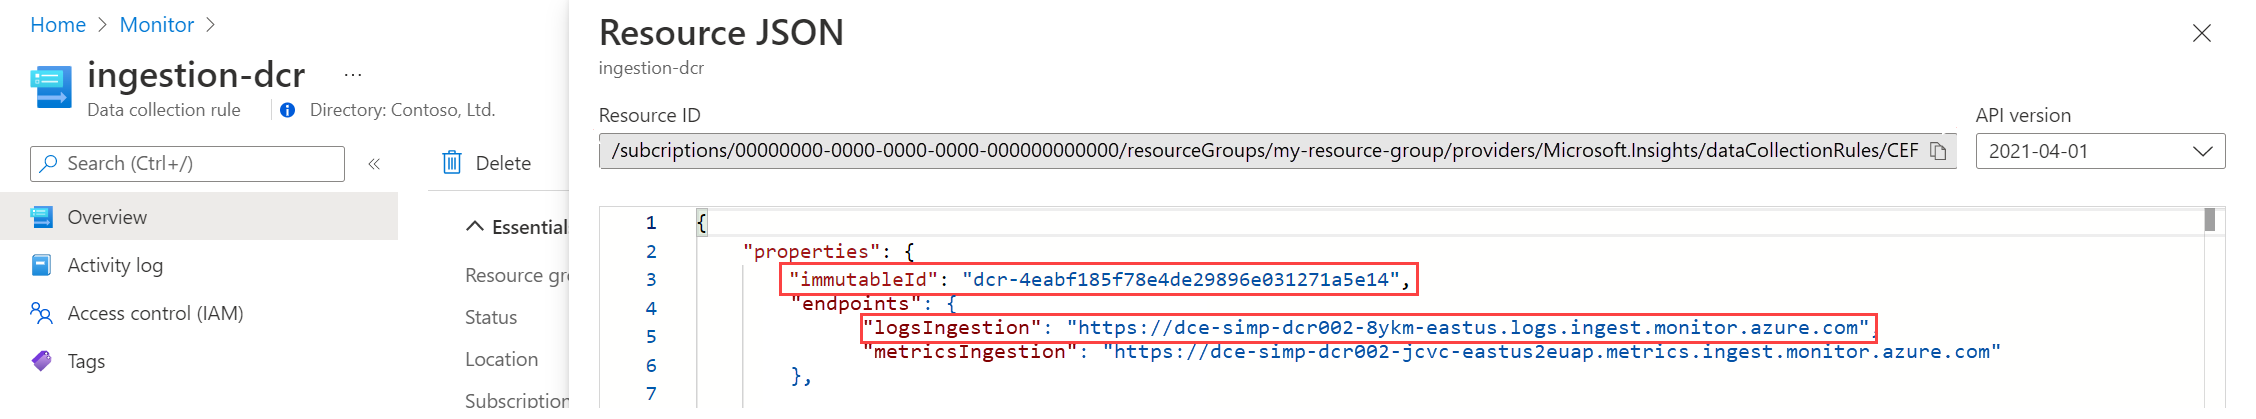 Home > Monitor >
ingestion-dcr ...
Data collection rule
Directory: Contoso, Ltd.
Search (Ctrl+/)
«
Overview
Activity log
Access control (IAM)
Tags
Delete
Essential
Resource gr
Status
Location
Subscription
Resource JSON
ingestion-dcr
Resource ID
/subcriptions/00000000-0000-0000-0000-000000000000/resourceGroups/my-resource-group/providers/Microsoft.Insights/dataCollectionRules/CEF
API version
2021-04-01
1 {
2 "properties": {
3 "immutableId": "dcr-4eabf185f78e4de29896e031271a5e14",
4 "endpoints": {
5 "logsIngestion": "https://dce-simp-dcr002-8ykm-eastus.logs.ingest.monitor.azure.com",
6 "metricsIngestion": "https://dce-simp-dcr002-jcvc-eastus2euap.metrics.ingest.monitor.azure.com"
7 },